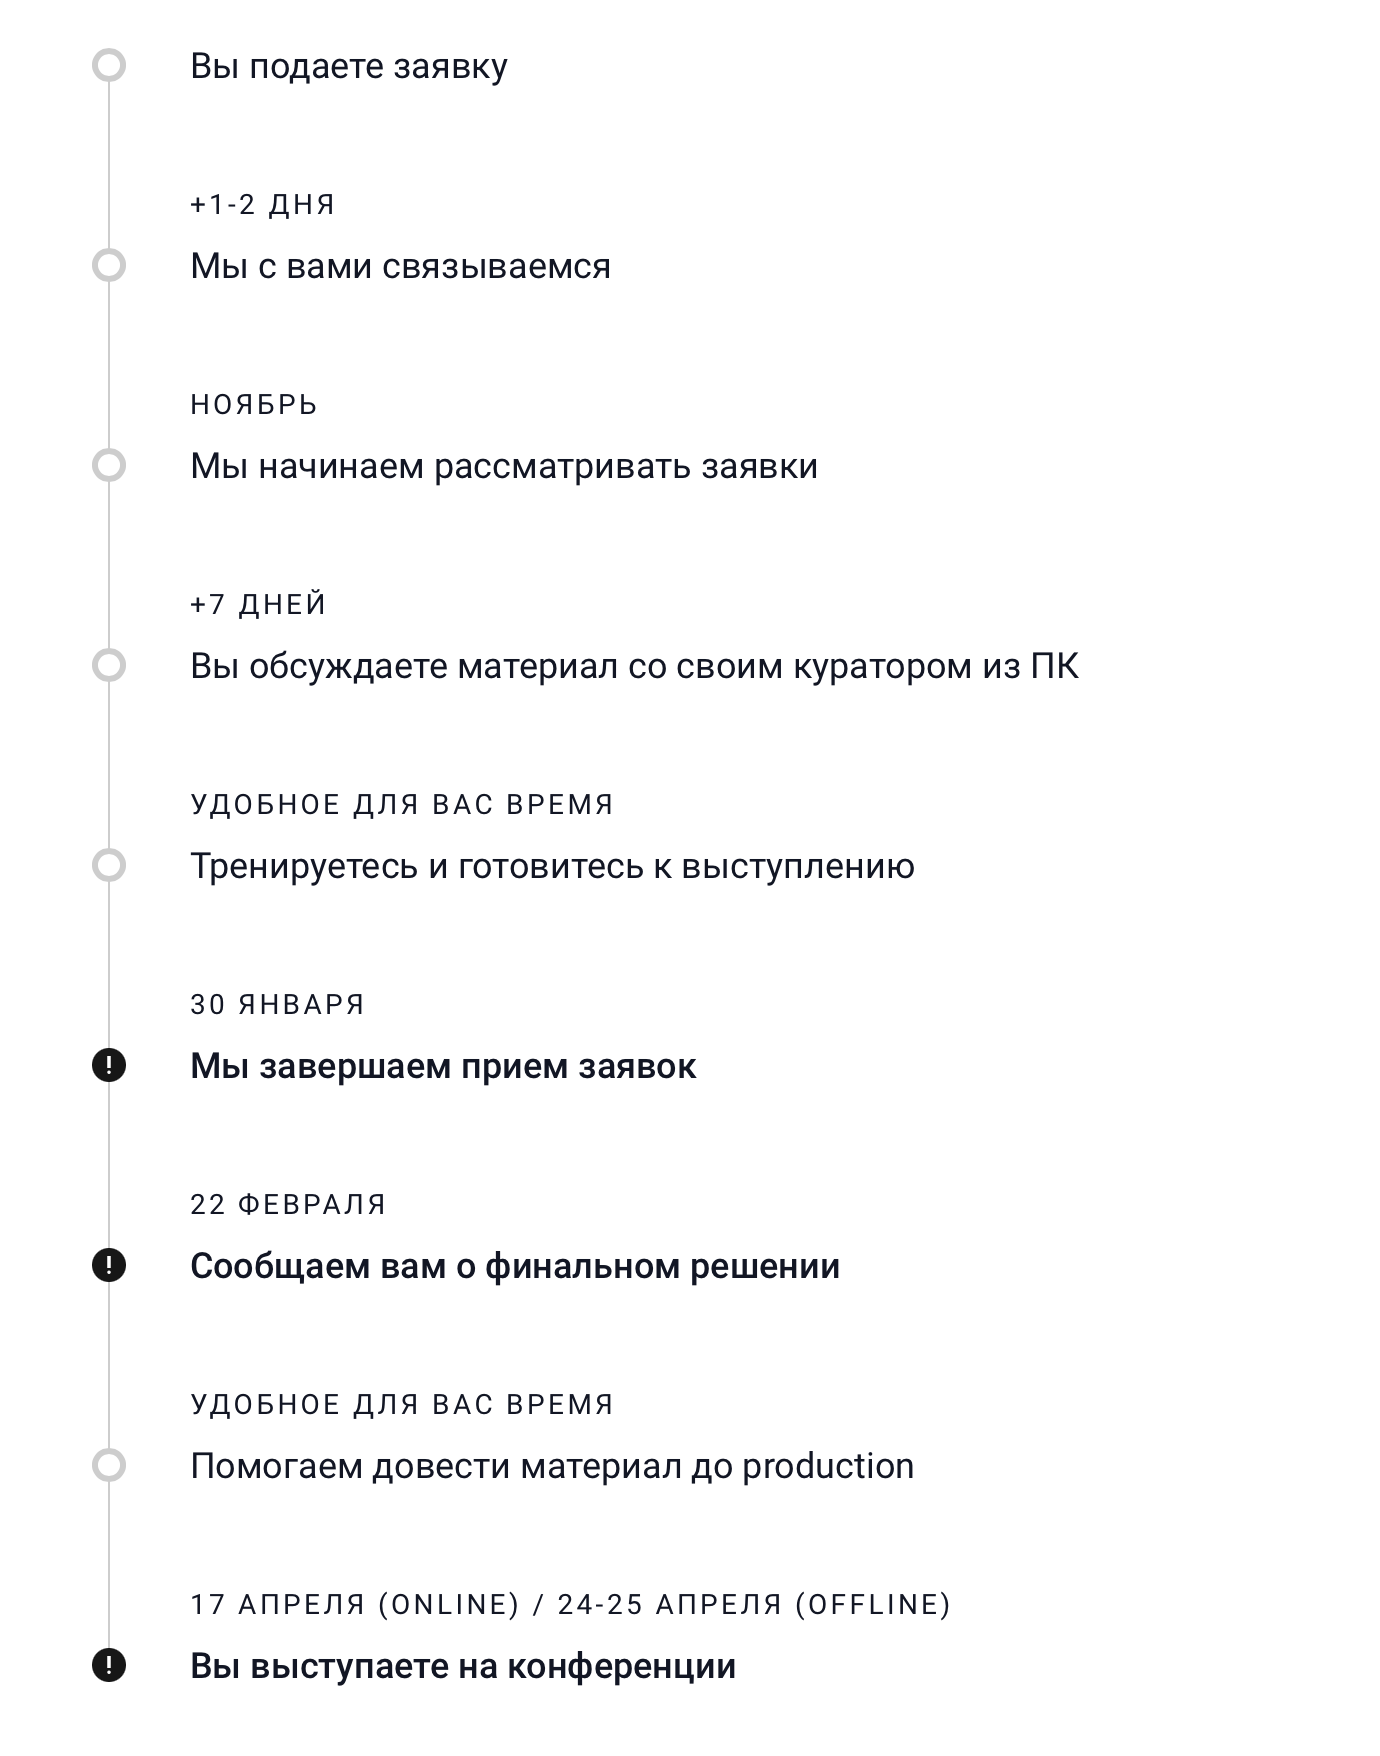 Вы подаете заявку
+1-2 ДНЯ
Мы с вами связываемся
НОЯБРЬ
Мы начинаем рассматривать заявки
+7 ДНЕЙ
Вы обсуждаете материал со своим куратором из ПК
УДОБНОЕ ДЛЯ ВАС ВРЕМЯ
Тренируетесь и готовитесь к выступлению
30 ЯНВАРЯ
Мы завершаем прием заявок
22 ФЕВРАЛЯ
Сообщаем вам о финальном решении
УДОБНОЕ ДЛЯ ВАС ВРЕМЯ
Помогаем довести материал до production
17 АПРЕЛЯ (ONLINE) / 24-25 АПРЕЛЯ (OFFLINE)
Вы выступаете на конференции